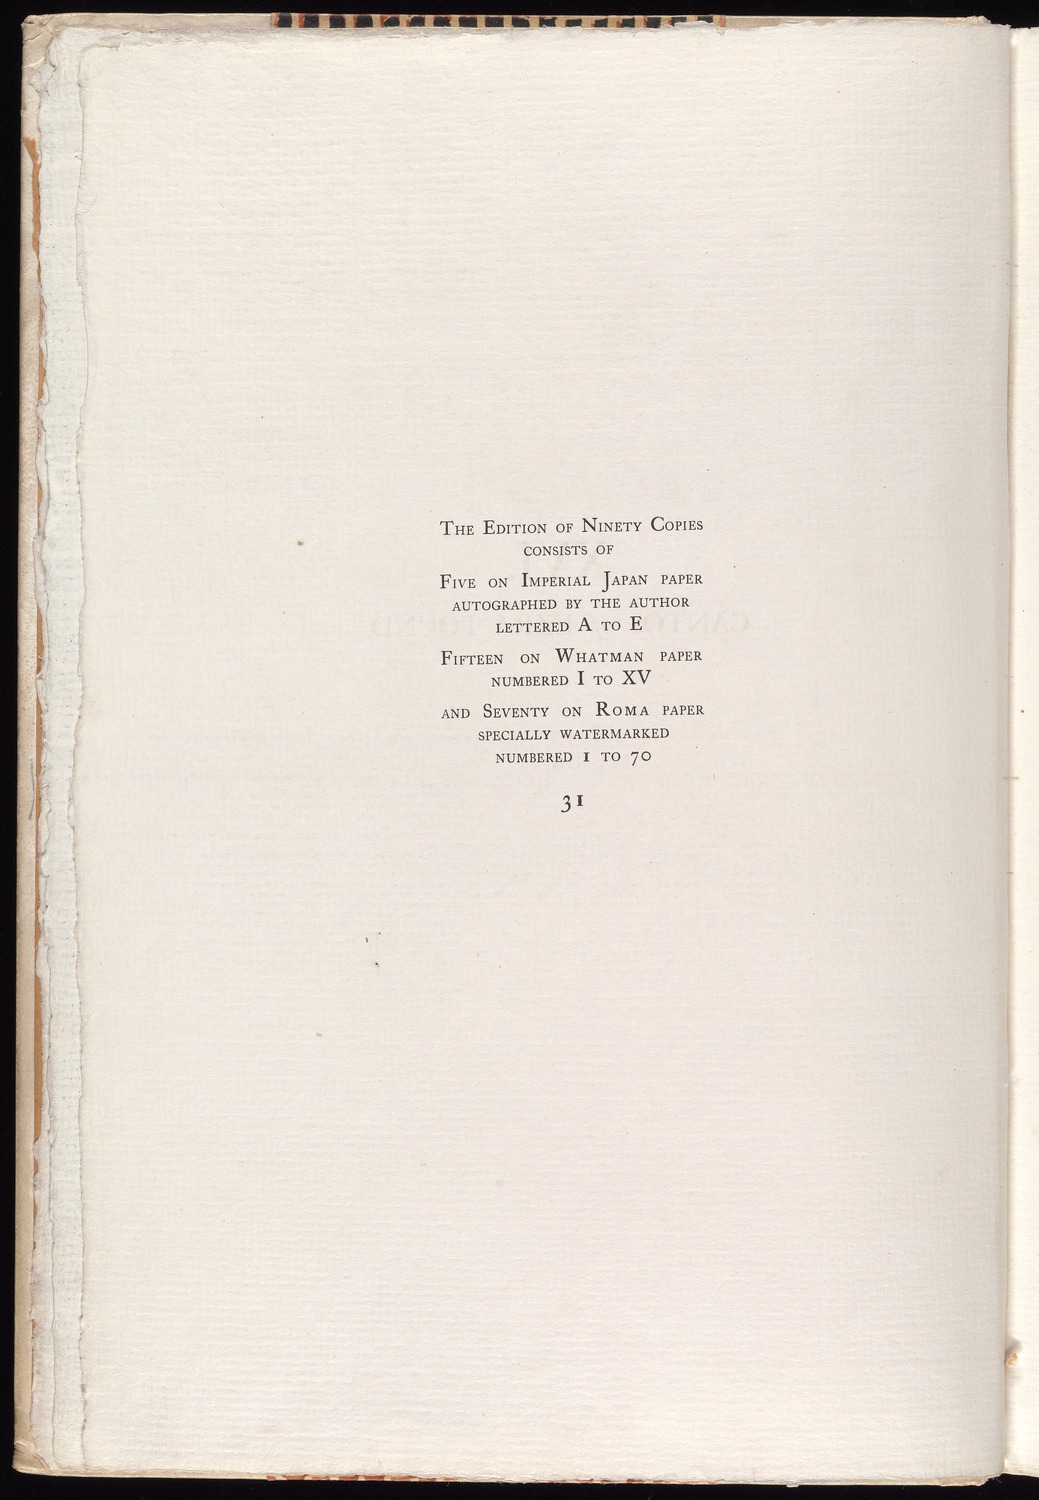 The Edition of Ninety Copies
consists of
Five on Imperial Japan paper
autographed by the author
lettered A to E
Fifteen on Whatman paper
numbered I to XV
and Seventy on Roma paper
specially watermarked
numbered 1 to 70
31